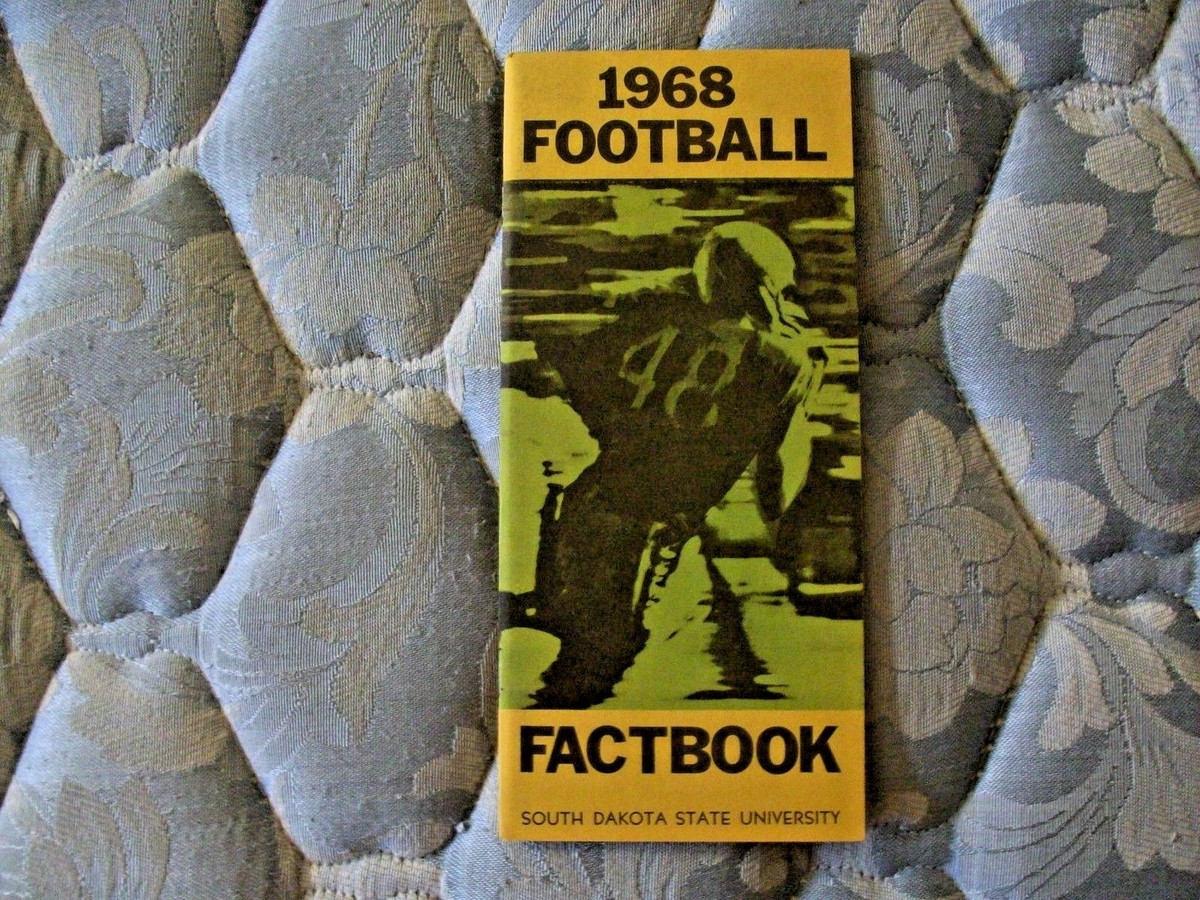 1968
FOOTBALL
48
FACTBOOK
SOUTH DAKOTA STATE UNIVERSITY